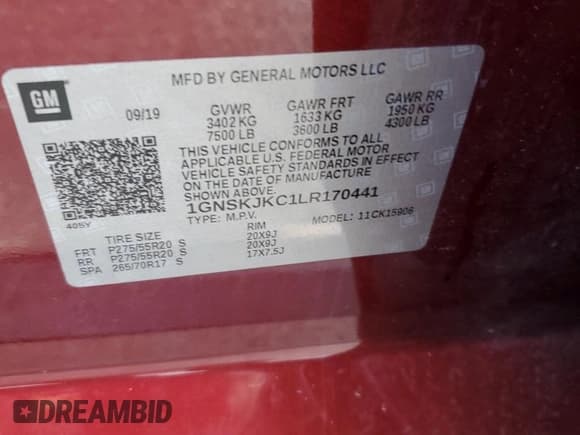 MFD BY GENERAL MOTORS LLC
GM
09/19 GVWR GAWR FRT GAWR RR
3402 KG 1633 KG 1950 KG
7500 LB 3600 LB 4300 LB
THIS VEHICLE CONFORMS TO ALL
APPLICABLE U.S. FEDERAL MOTOR
VEHICLE SAFETY STANDARDS IN EFFECT
ON THE DATE OF MANUFACTURE
SHOWN ABOVE.
1GNSKJKC1LR170441
405Y TYPE: M.P.V. MODEL: 11CK15906
TIRE SIZE RIM
FRT P275/55R20 S 20X9J
RR P275/55R20 S 20X9J
SPA 265/70R17 S 17X7.5J
DREAMBID